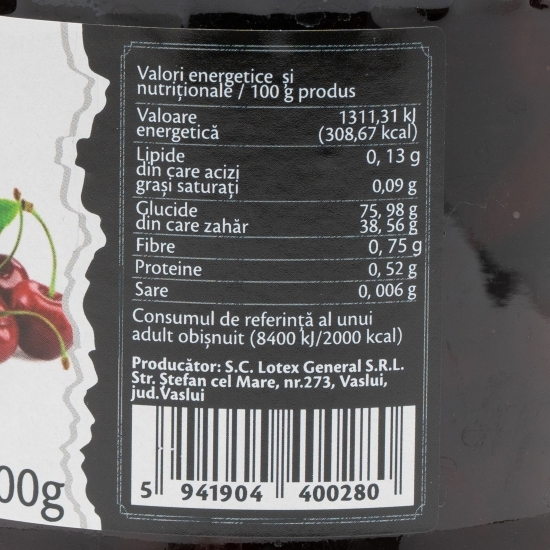 Valori energetice și
nutriționale / 100 g produs
Valoare 1311,31 kJ
energetică (308,67 kcal)
Lipide 0, 13 g
din care acizi
grași saturați 0,09 g
Glucide 75, 98 g
din care zahăr 38, 56 g
Fibre 0, 75 g
Proteine 0, 52 g
Sare 0, 006 g
Consumul de referință al unui
adult obișnuit (8400 kJ/2000 kcal)
Producător: S.C. Lotex General S.R.L.
Str. Ștefan cel Mare, nr.273, Vaslui,
jud.Vaslui
5 941904 400280
00g